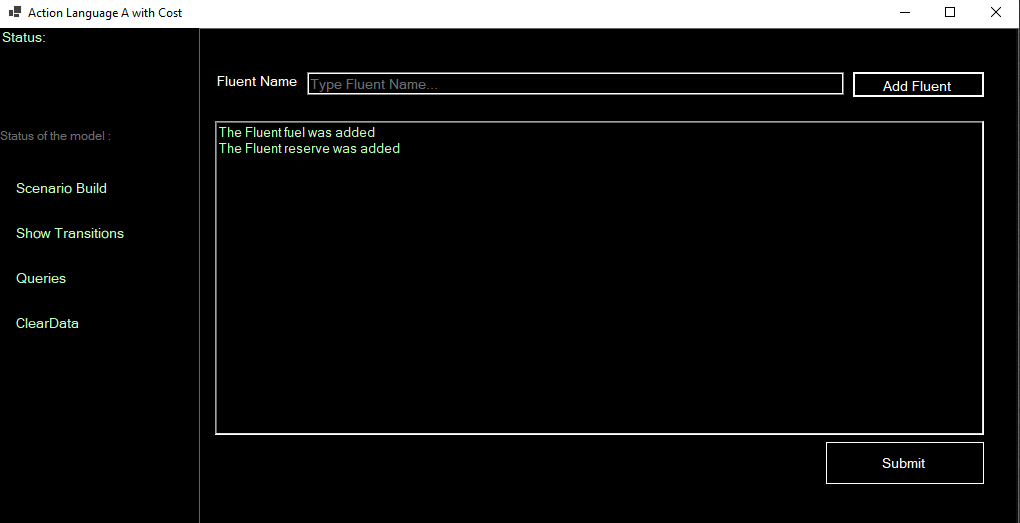 Action Language A with Cost
Status:
Status of the model :
Scenario Build
Show Transitions
Queries
ClearData
Fluent Name
Type Fluent Name...
Add Fluent
The Fluent fuel was added
The Fluent reserve was added
Submit